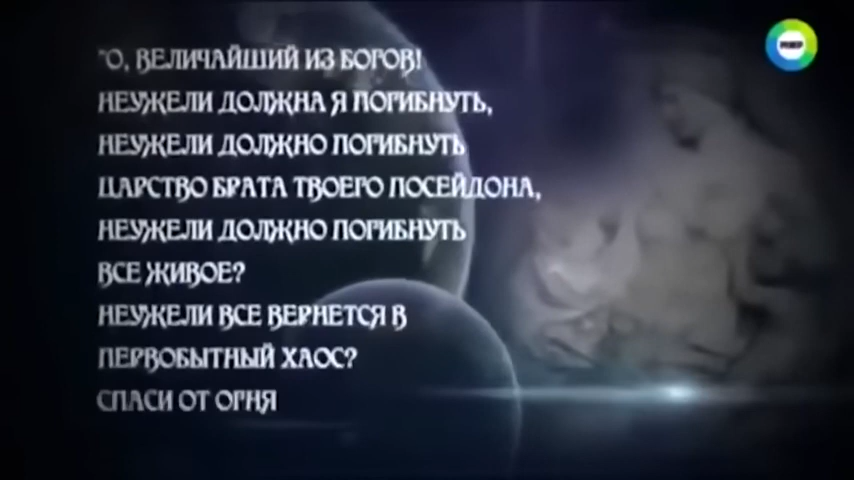 "О, ВЕЛИЧАЙШИЙ ИЗ БОГОВ!
НЕУЖЕЛИ ДОЛЖНА Я ПОГИБНУТЬ,
НЕУЖЕЛИ ДОЛЖНО ПОГИБНУТЬ
ЦАРСТВО БРАТА ТВОЕГО ПОСЕЙДОНА,
НЕУЖЕЛИ ДОЛЖНО ПОГИБНУТЬ
ВСЕ ЖИВОЕ?
НЕУЖЕЛИ ВСЕ ВЕРНЕТСЯ В
ПЕРВОБЫТНЫЙ ХАОС?
СПАСИ ОТ ОГНЯ
МИР